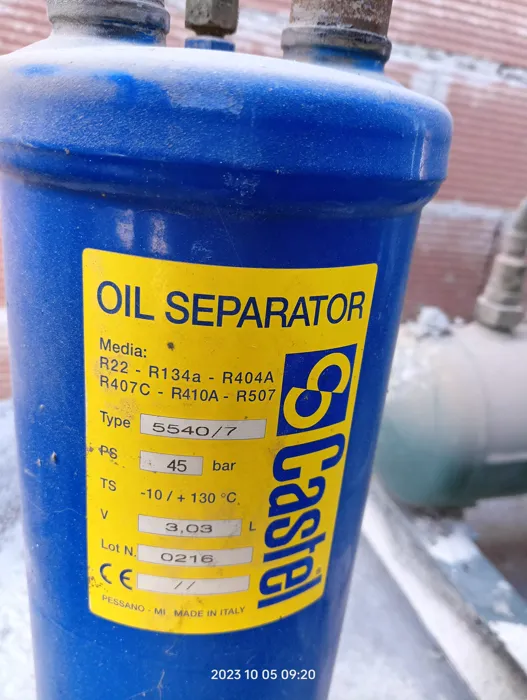 OIL SEPARATOR
Media:
R22 - R134a - R404A
R407C - R410A - R507
Type 5540/7
PS 45 bar
TS -10 / + 130 °C
V 3,03 L
Lot N. 0216
CE //
PESSANO - MI MADE IN ITALY
Castel
2023 10 05 09:20